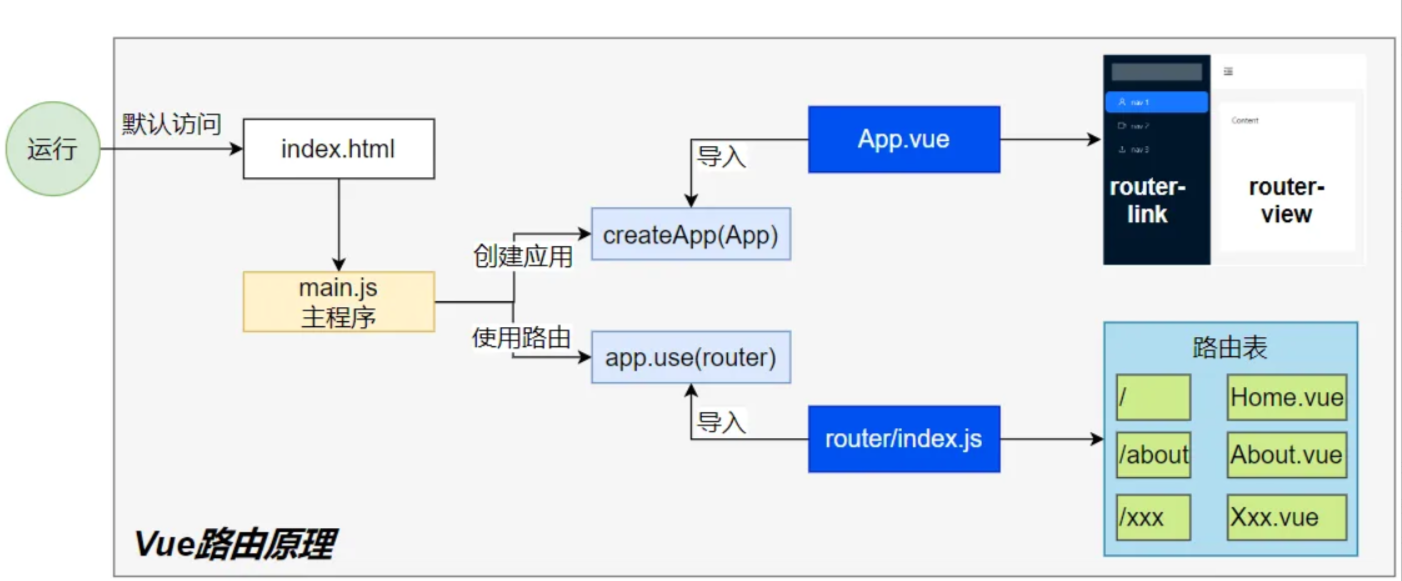 运行
默认访问
index.html
main.js
主程序
创建应用
使用路由
createApp(App)
app.use(router)
导入
导入
App.vue
router/index.js
nav 1
nav 2
nav 3
Content
router-
link
router-
view
路由表
/
Home.vue
/about
About.vue
/xxx
Xxx.vue
Vue路由原理